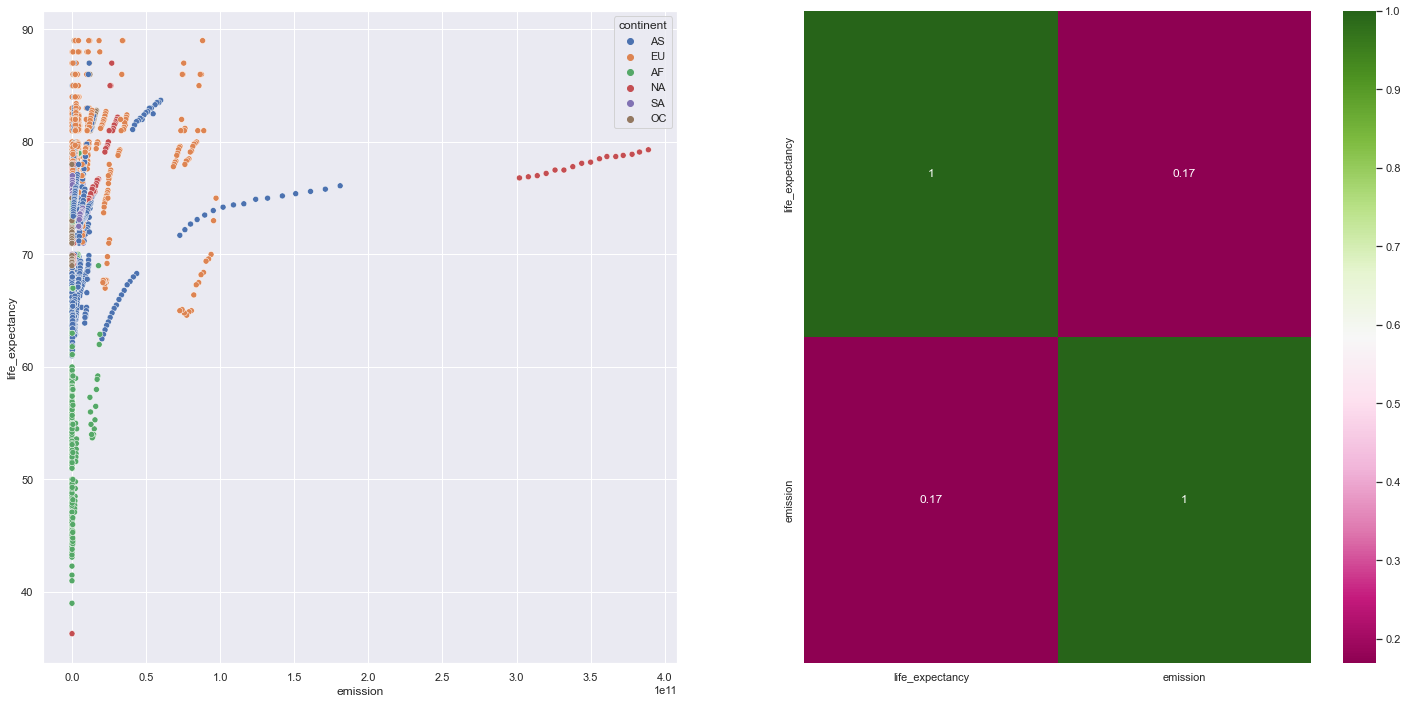 continent
AS
EU
AF
NA
SA
OC
90
80
70
60
50
40
life_expectancy
0.0 0.5 1.0 1.5 2.0 2.5 3.0 3.5 4.0
1e11
emission
life_expectancy
emission
1 0.17
0.17 1
life_expectancy emission
1.0
0.9
0.8
0.7
0.6
0.5
0.4
0.3
0.2